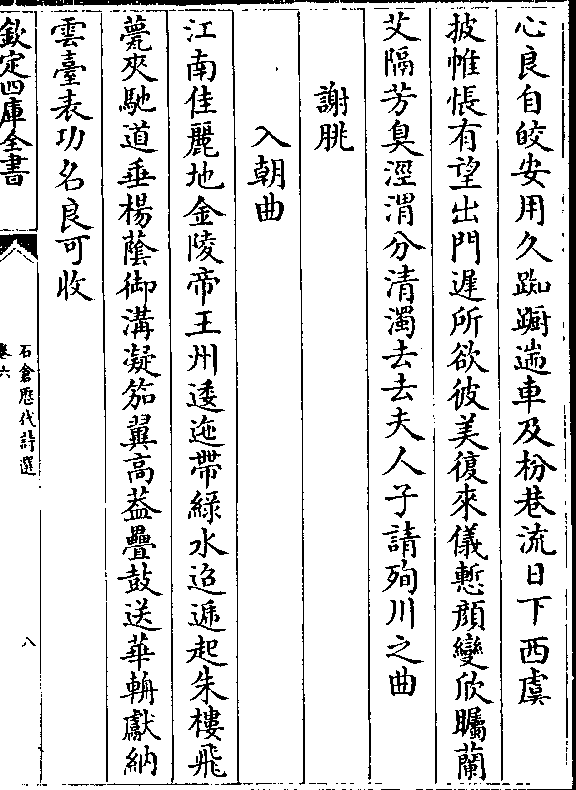 心良自皎安用久踟蹰遄車及枌巷流日下西虞
披帷悵有望出門遲所欲彼美復來儀慙顔變欣矚蘭
艾隔芳臭涇渭分清濁去去夫人子請殉川之曲
謝朓
入朝曲
江南佳麗地金陵帝王州逶迤帶綠水迢遞起朱樓飛
甍夾馳道垂楊蔭御溝凝笳翼高葢疊鼓送華輈獻納
雲臺表功名良可收
欽定四庫全書
石倉歷代詩選
卷六
八